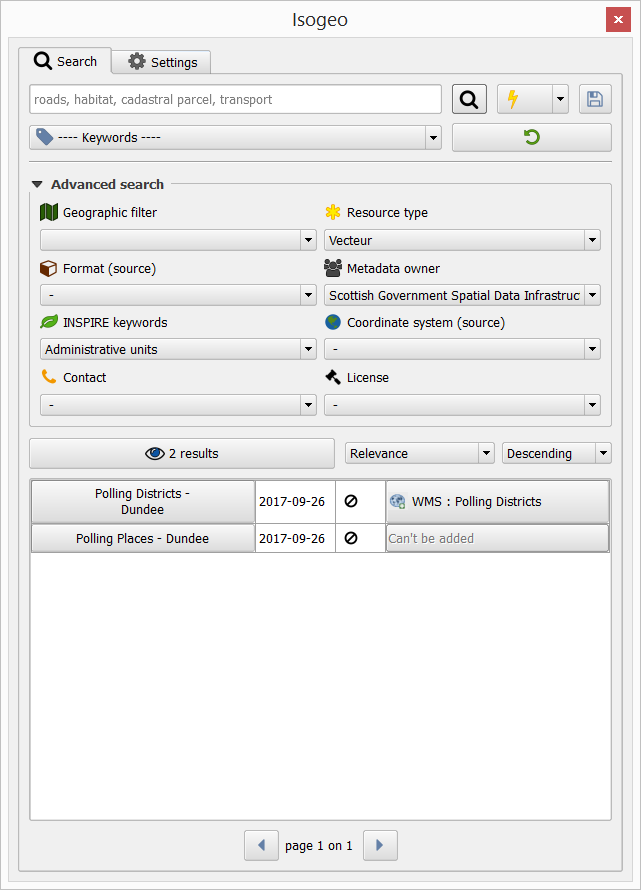 Isogeo
Search
Settings
roads, habitat, cadastral parcel, transport
---- Keywords ----
Advanced search
Geographic filter
Resource type
Vecteur
Format (source)
Metadata owner
-
Scottish Government Spatial Data Infrastruc
INSPIRE keywords
Coordinate system (source)
Administrative units
-
Contact
License
-
-
2 results
Relevance
Descending
Polling Districts -
Dundee
2017-09-26
WMS : Polling Districts
Polling Places - Dundee
2017-09-26
Can't be added
page 1 on 1